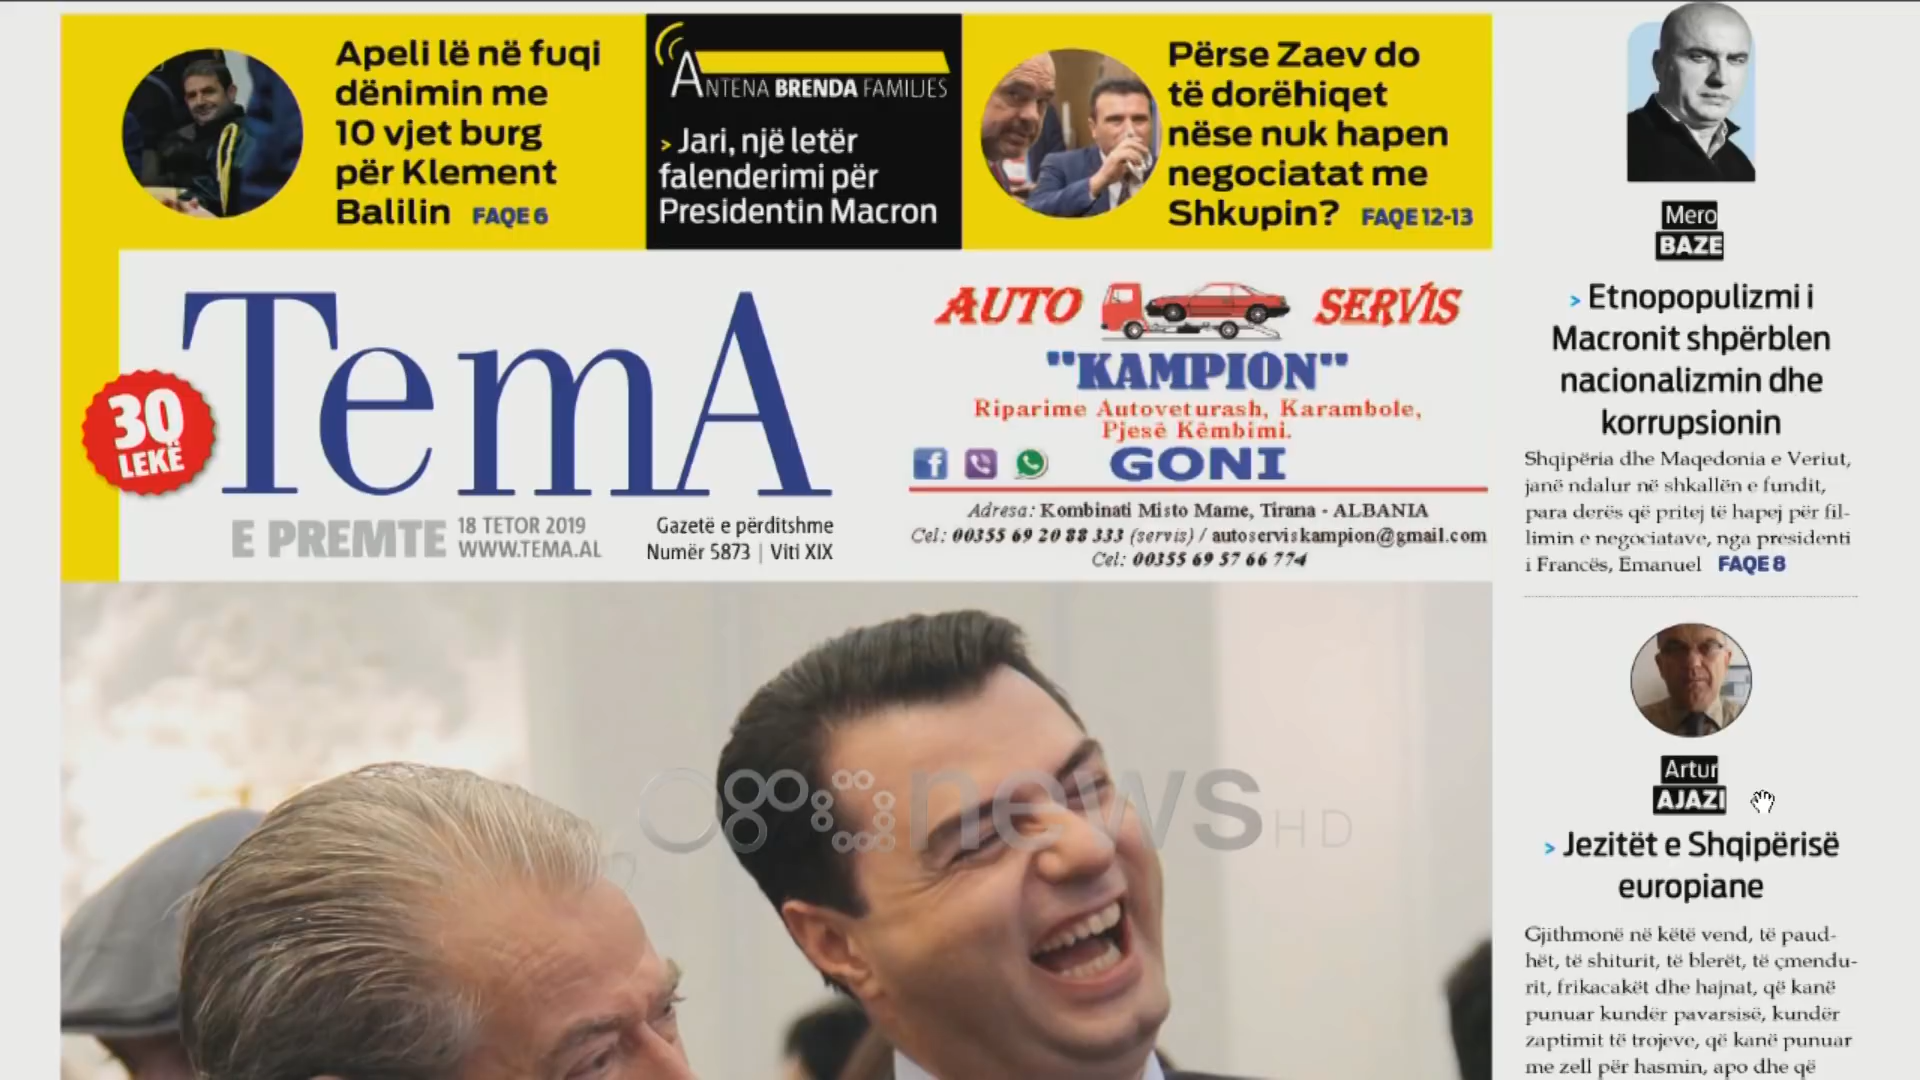 Apeli lë në fuqi
dënimin me
10 vjet burg
për Klement
Balilin FAQE 6
ANTENA BRENDA FAMILJES
> Jari, një letër
falenderimi për
Presidentin Macron
Përse Zaev do
të dorëhiqet
nëse nuk hapen
negociatat me
Shkupin? FAQE 12-13
TemA
30
LEKË
E PREMTE
18 TETOR 2019
WWW.TEMA.AL
Gazetë e përditshme
Numër 5873 | Viti XIX
AUTO SERVIS
"KAMPION"
Riparime Autoveturash, Karambole,
Pjesë Këmbimi.
GONI
Adresa: Kombinati Misto Mame, Tirana - ALBANIA
Cel: 00355 69 20 88 333 (servis) / autoserviskampion@gmail.com
Cel: 00355 69 57 66 774
Mero
BAZE
> Etnopopulizmi i
Macronit shpërblen
nacionalizmin dhe
korrupsionin
Shqipëria dhe Maqedonia e Veriut,
janë ndalur në shkallën e fundit,
para derës që pritej të hapej për fil-
limin e negociatave, nga presidenti
i Francës, Emanuel FAQE 8
Artur
AJAZI
> Jezitët e Shqipërisë
europiane
Gjithmonë në këtë vend, të paud-
hët, të shiturit, të blerët, të çmendu-
rit, frikacakët dhe hajnat, që kanë
punuar kundër pavarsisë, kundër
zaptimit të trojeve, që kanë punuar
me zell për hasmin, apo dhe që
ora news HD